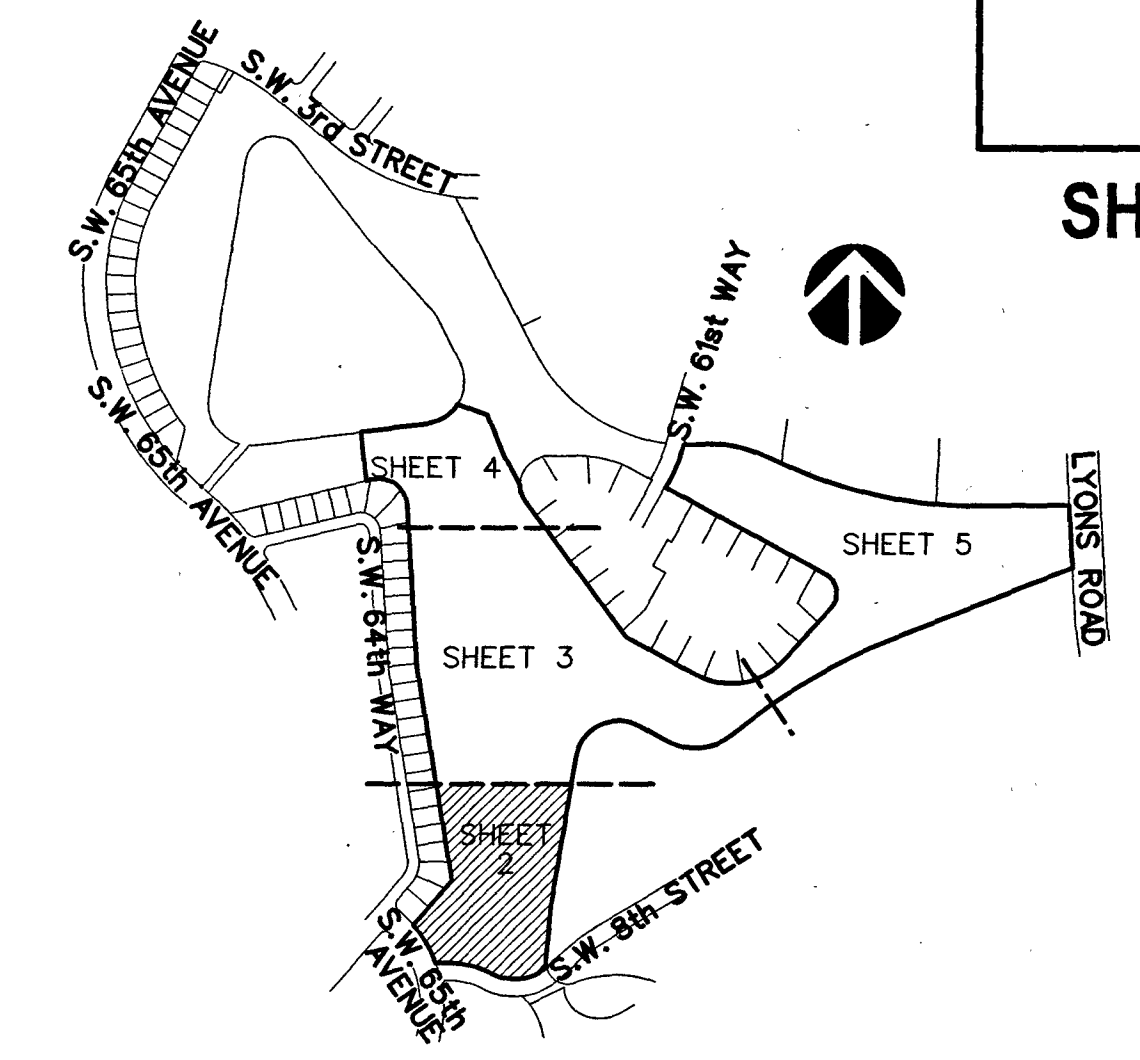 S.W. 65th AVENUE
S.W. 3rd STREET
SH
S.W. 61st WAY
S.W. 65th AVENUE
SHEET 4
LYONS ROAD
SHEET 5
S.W. 64th WAY
SHEET 3
SHEET
2
S.W. 8th STREET
S.W. 65th
AVENUE